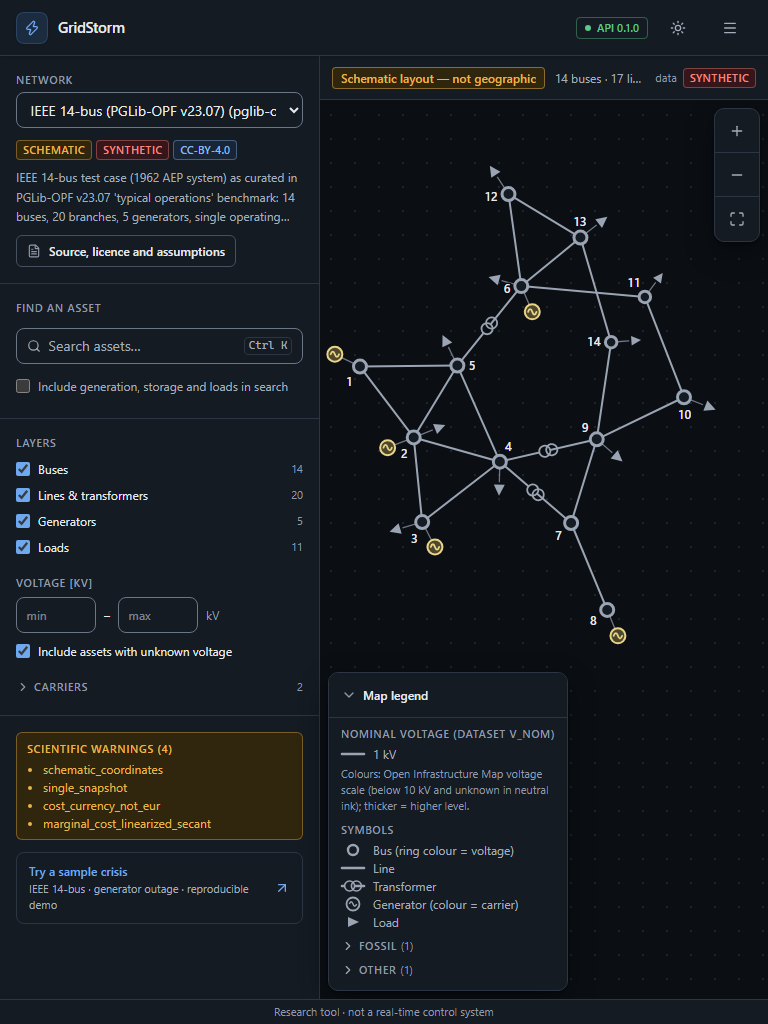 GridStorm
API 0.1.0
NETWORK
IEEE 14-bus (PGLib-OPF v23.07) (pglib-o
SCHEMATIC SYNTHETIC CC-BY-4.0
IEEE 14-bus test case (1962 AEP system) as curated in
PGLib-OPF v23.07 'typical operations' benchmark: 14
buses, 20 branches, 5 generators, single operating...
Source, licence and assumptions
FIND AN ASSET
Search assets... Ctrl K
Include generation, storage and loads in search
LAYERS
Buses 14
Lines & transformers 20
Generators 5
Loads 11
VOLTAGE [KV]
min – max kV
Include assets with unknown voltage
CARRIERS 2
SCIENTIFIC WARNINGS (4)
• schematic_coordinates
• single_snapshot
• cost_currency_not_eur
• marginal_cost_linearized_secant
Try a sample crisis
IEEE 14-bus · generator outage · reproducible
demo
Schematic layout — not geographic 14 buses · 17 li... data SYNTHETIC
+
−
12
13
11
6
14
5
1
10
9
4
2
3
7
8
Map legend
NOMINAL VOLTAGE (DATASET V_NOM)
1 kV
Colours: Open Infrastructure Map voltage
scale (below 10 kV and unknown in neutral
ink); thicker = higher level.
SYMBOLS
Bus (ring colour = voltage)
Line
Transformer
Generator (colour = carrier)
Load
FOSSIL (1)
OTHER (1)
Research tool · not a real-time control system